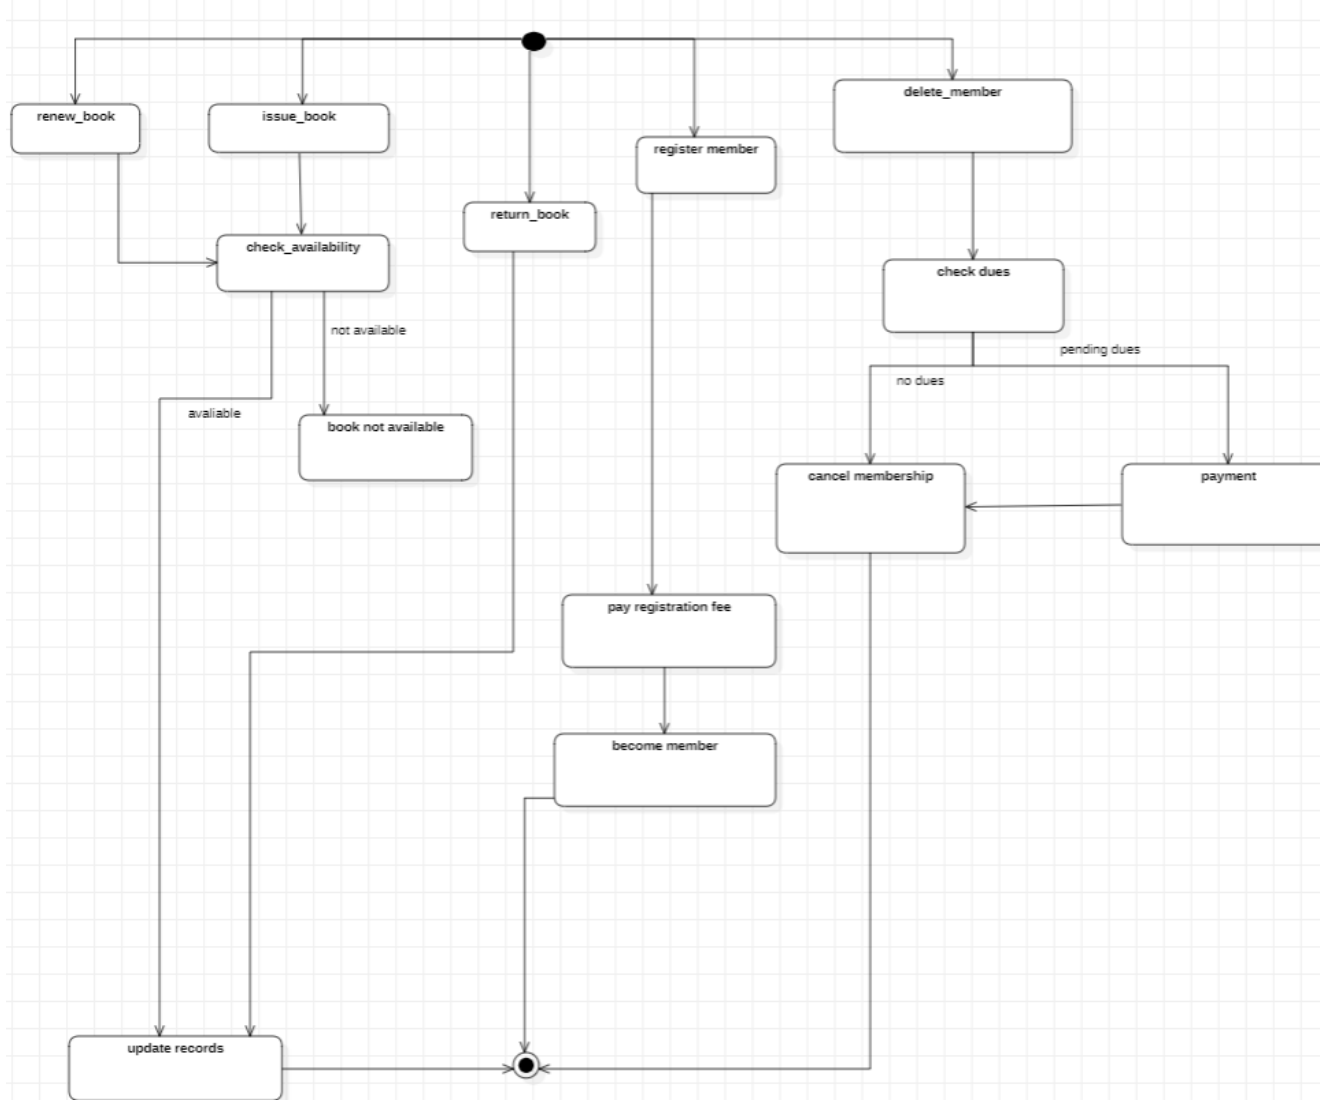 delete_member
renew_book
issue_book
register member
return_book
check_availability
check dues
not available
pending dues
no dues
avaliable
book not available
cancel membership
payment
pay registration fee
become member
update records